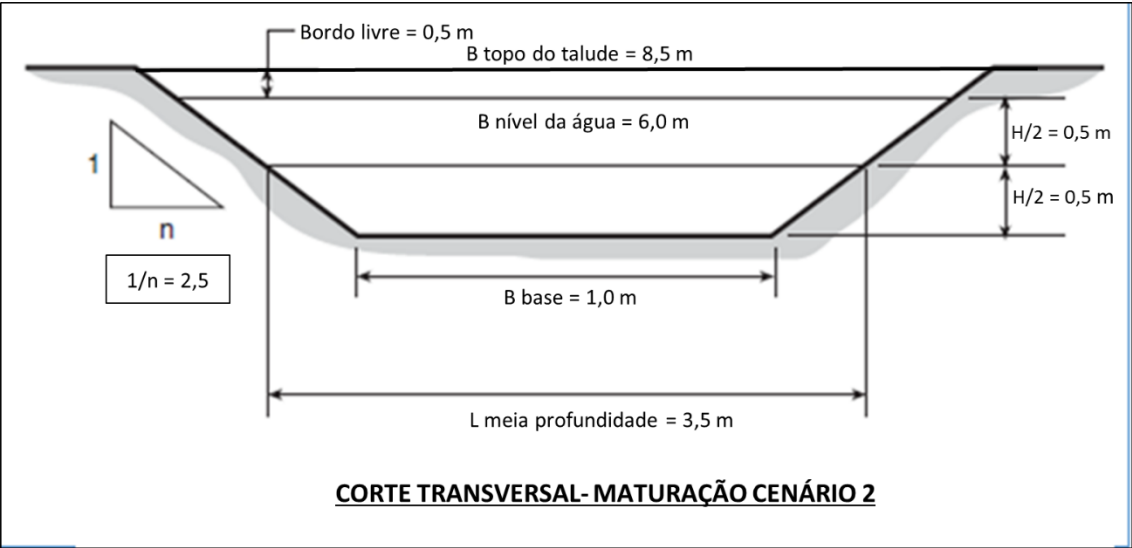 Bordo livre = 0,5 m
B topo do talude = 8,5 m
B nível da água = 6,0 m
H/2 = 0,5 m
1
H/2 = 0,5 m
n
1/n = 2,5
B base = 1,0 m
L meia profundidade = 3,5 m
CORTE TRANSVERSAL- MATURAÇÃO CENÁRIO 2